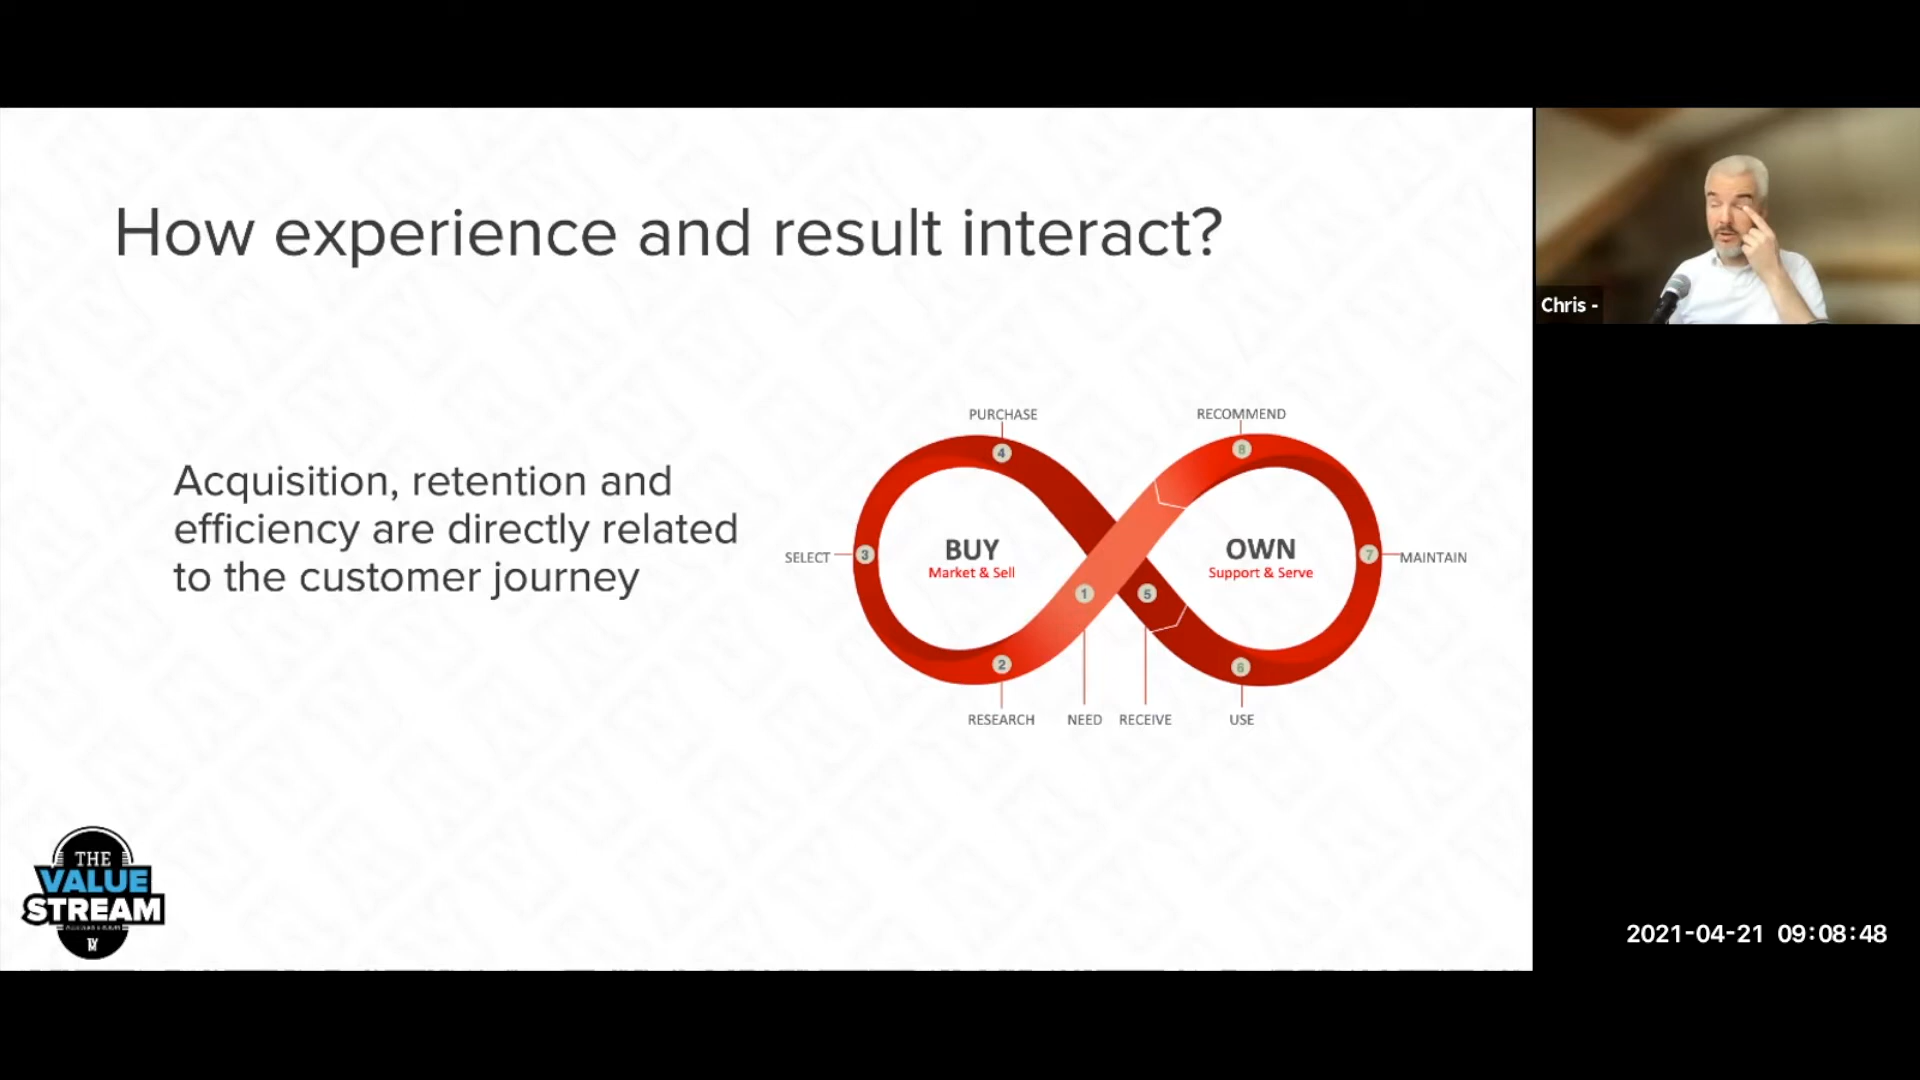 How experience and result interact?
Acquisition, retention and
efficiency are directly related
to the customer journey
PURCHASE
RECOMMEND
4
8
SELECT
3
BUY
Market & Sell
OWN
Support & Serve
7
MAINTAIN
1
5
2
6
RESEARCH
NEED
RECEIVE
USE
THE
VALUE
STREAM
Chris -
2021-04-21 09:08:48